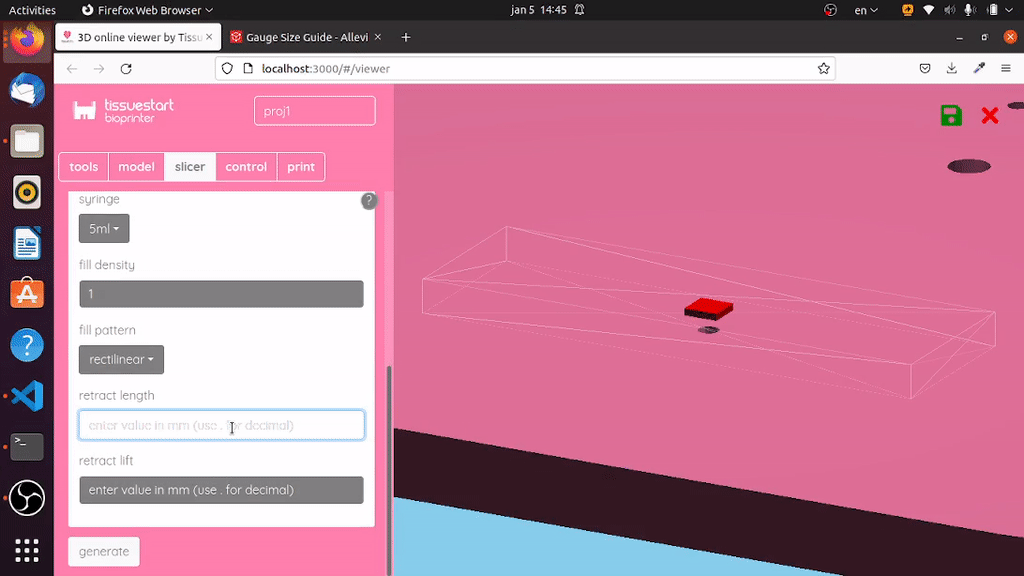 Activities
Firefox Web Browser
jan 5 14:45
en
3D online viewer by Tissu
Gauge Size Guide - Allevi
localhost:3000/#/viewer
tissuestart
bioprinter
proj1
tools
model
slicer
control
print
syringe
?
5ml
fill density
1
fill pattern
rectilinear
retract length
enter value in mm (use . for decimal)
retract lift
enter value in mm (use . for decimal)
generate